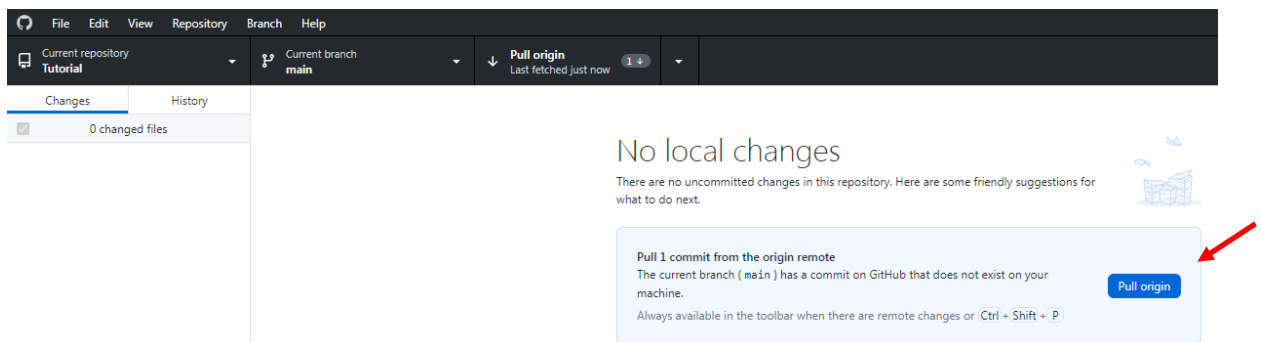 File Edit View Repository Branch Help
Current repository
Tutorial
Current branch
main
Pull origin
Last fetched just now
1
Changes History
0 changed files
No local changes
There are no uncommitted changes in this repository. Here are some friendly suggestions for
what to do next.
Pull 1 commit from the origin remote
The current branch ( main ) has a commit on GitHub that does not exist on your
machine.
Pull origin
Always available in the toolbar when there are remote changes or Ctrl + Shift + P